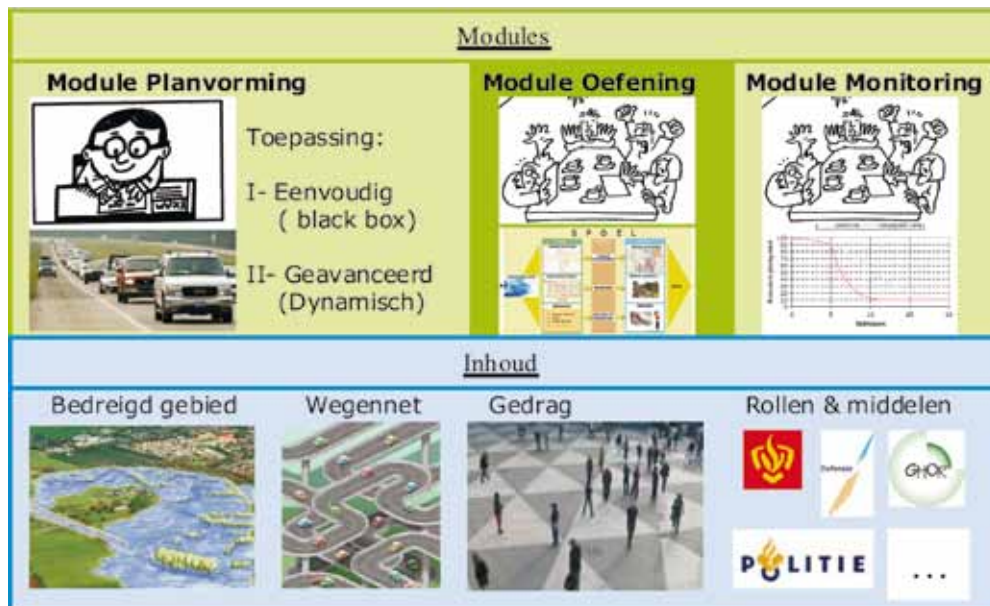 Modules
Module Planvorming
Toepassing:
I- Eenvoudig
( black box)
II- Geavanceerd
(Dynamisch)
Module Oefening
S P O E L
Module Monitoring
Inhoud
Bedreigd gebied
Wegennet
Gedrag
Rollen & middelen
Defensie
GHOR
POLITIE
...